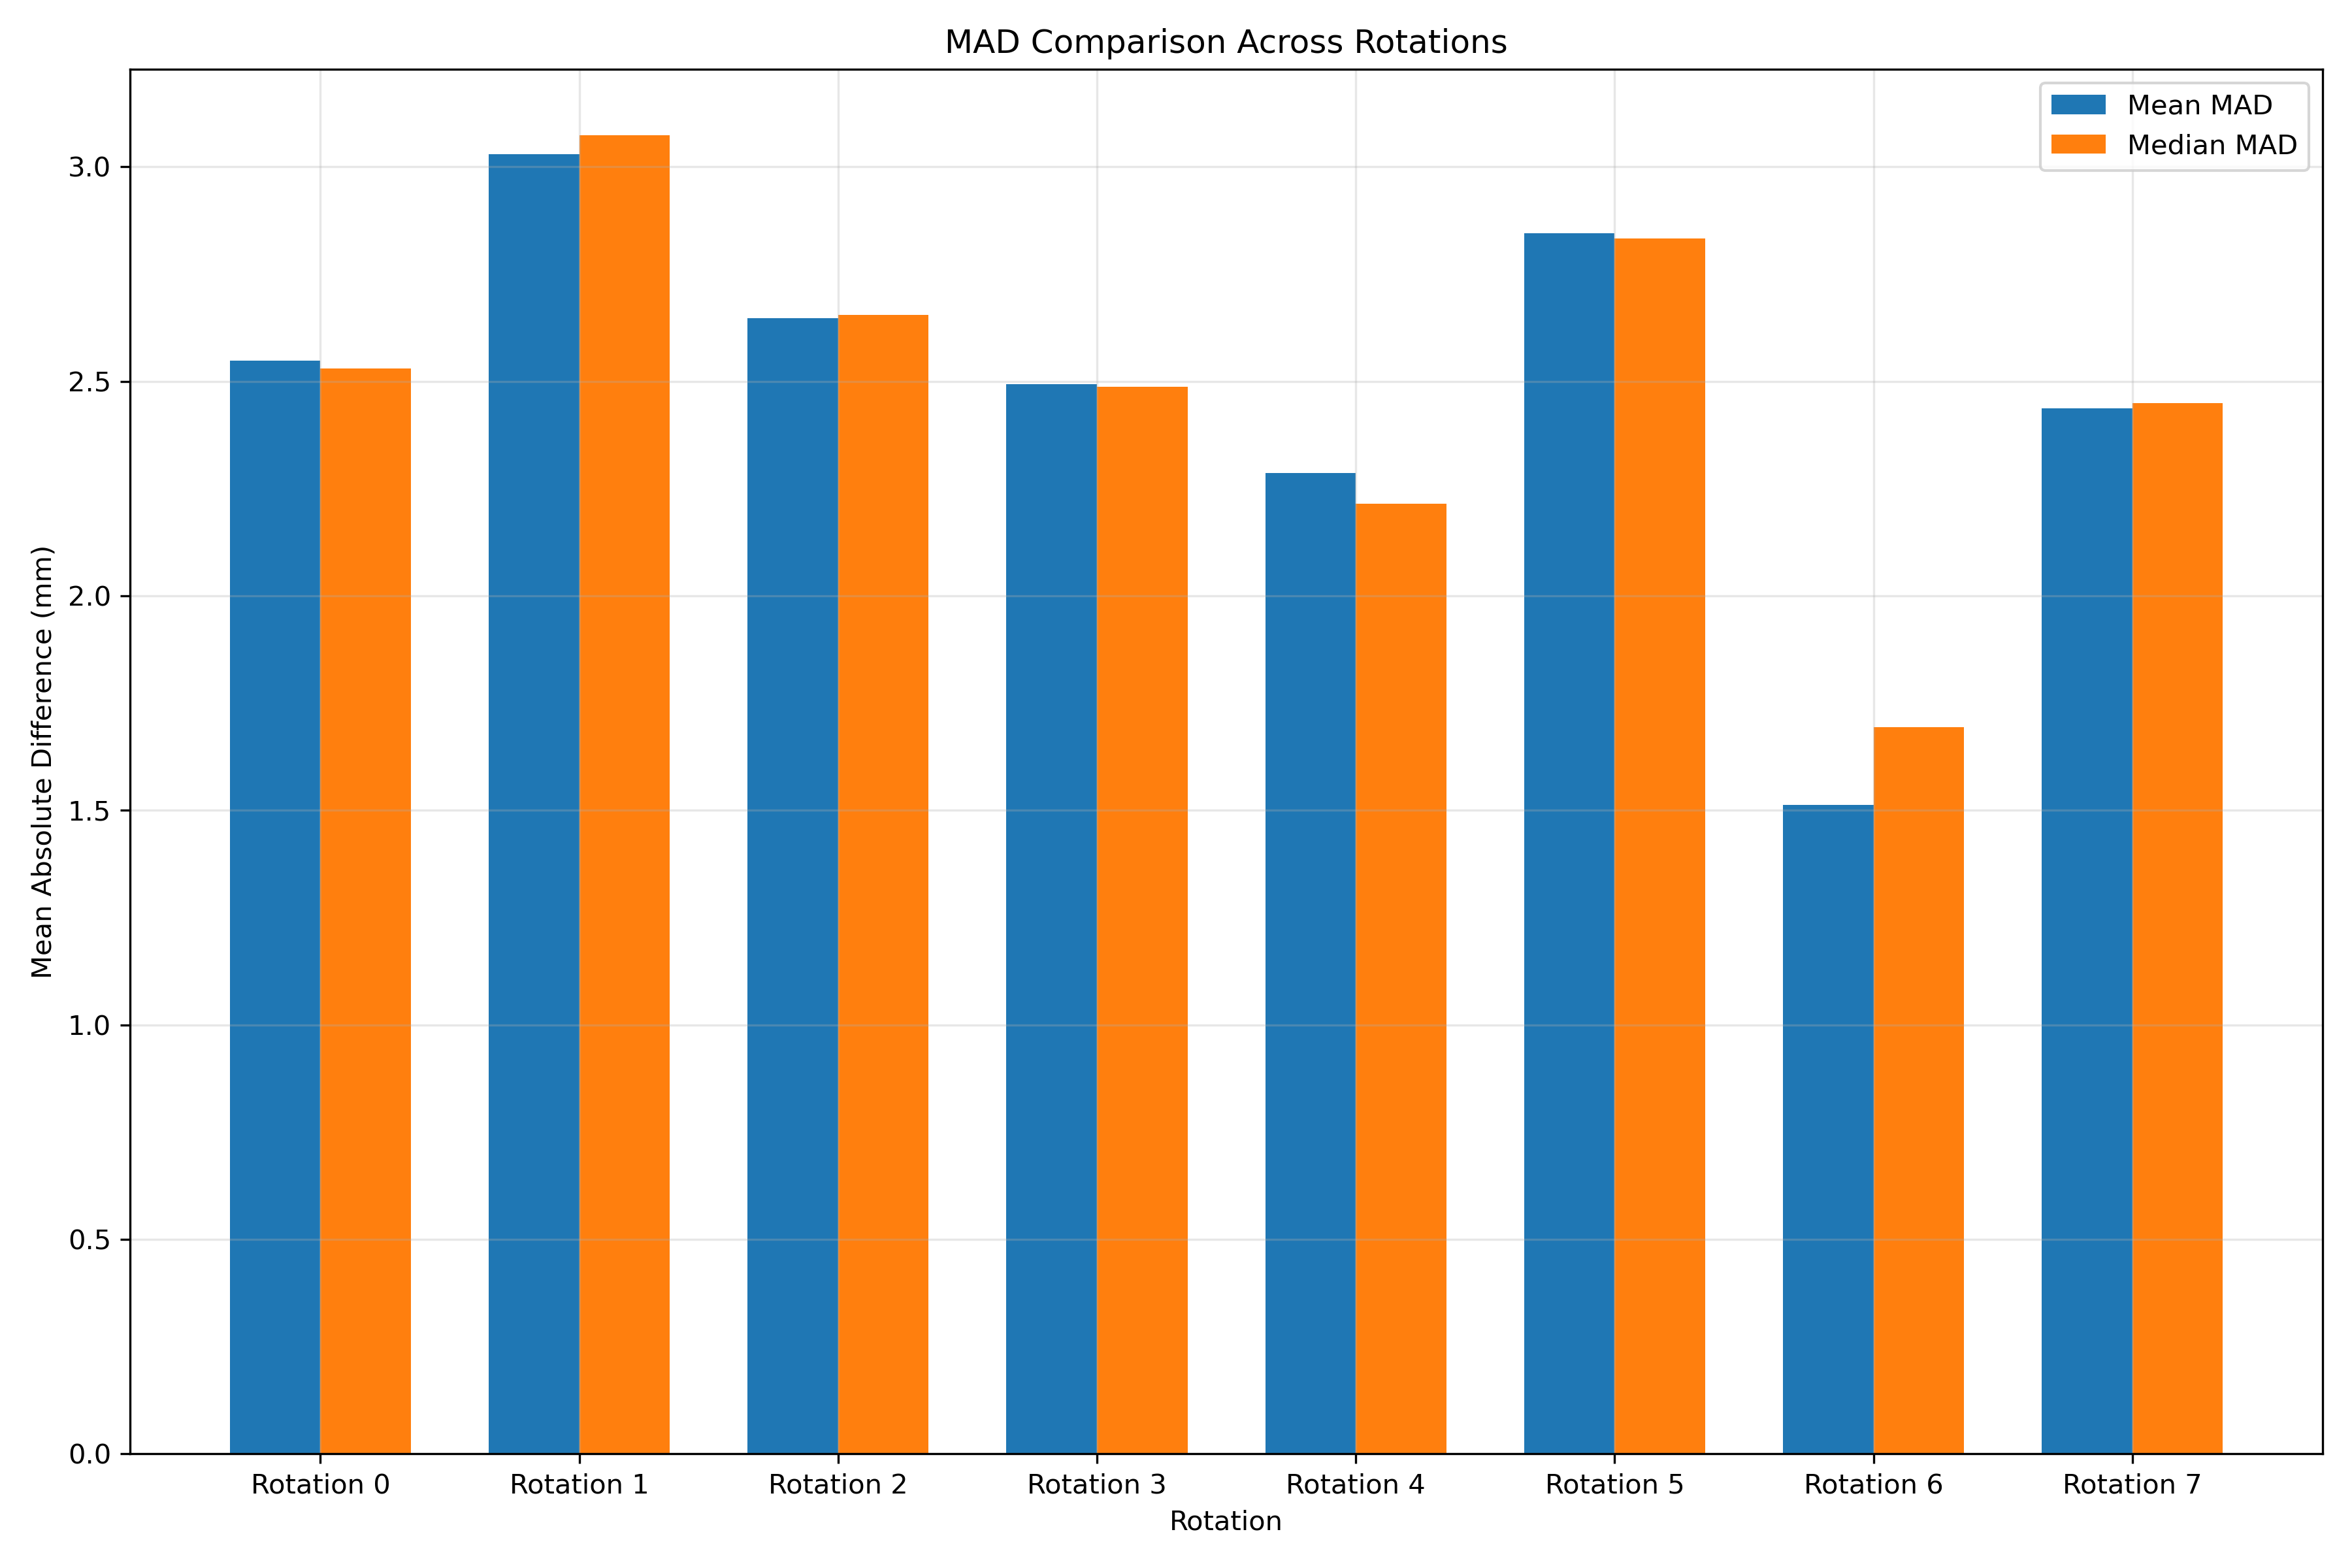 MAD Comparison Across Rotations
Mean MAD
Median MAD
Mean Absolute Difference (mm)
3.0
2.5
2.0
1.5
1.0
0.5
0.0
Rotation 0
Rotation 1
Rotation 2
Rotation 3
Rotation 4
Rotation 5
Rotation 6
Rotation 7
Rotation